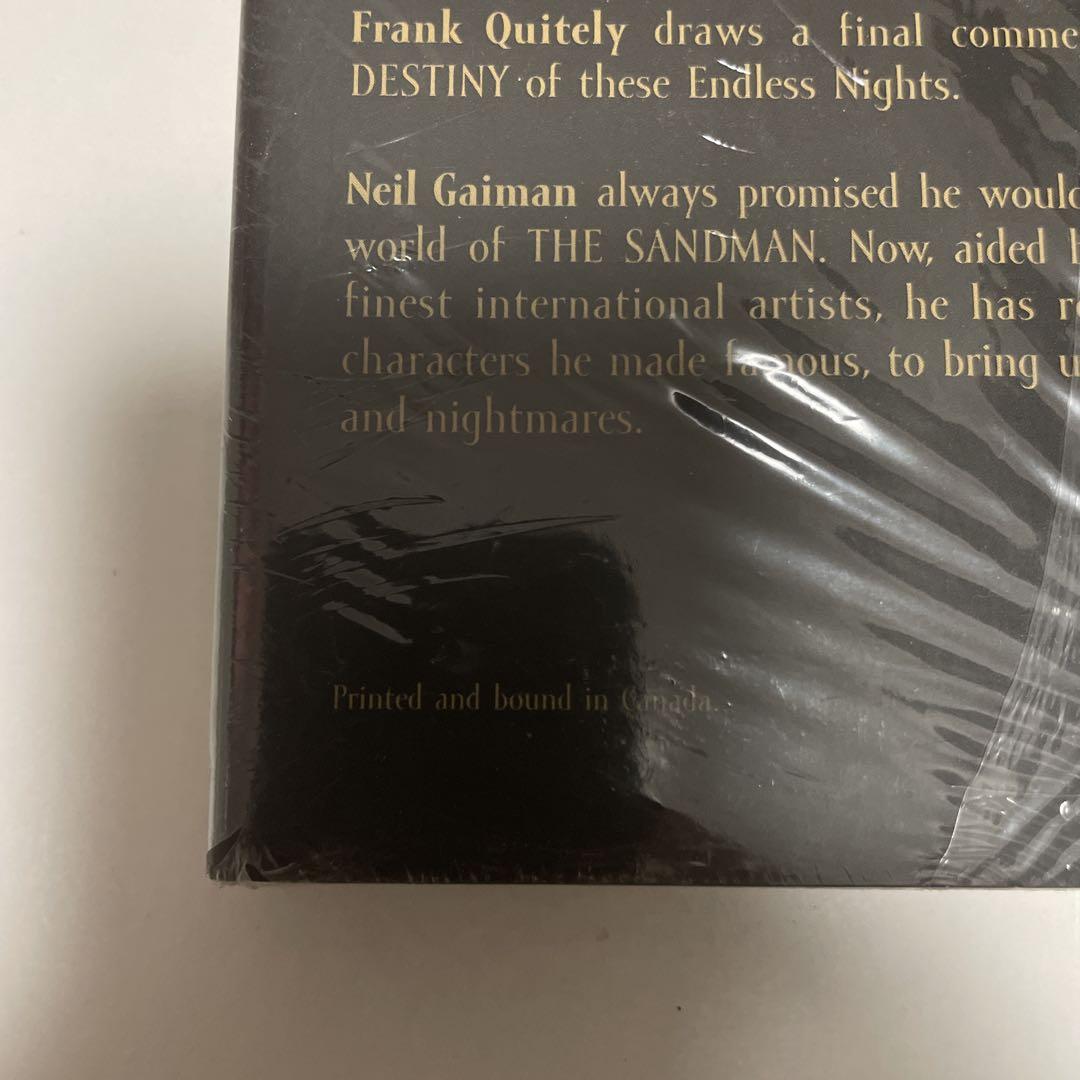 Frank Quitely draws a final comme
DESTINY of these Endless Nights.
Neil Gaiman always promised he would
world of THE SANDMAN. Now, aided
finest international artists, he has
characters he made famous, to bring
and nightmares.
Printed and bound in Canada.